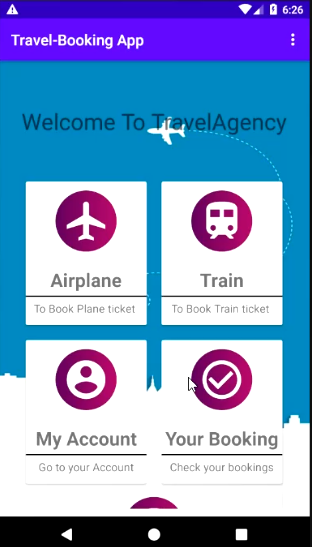 6:26
Travel-Booking App
Welcome To TravelAgency
Airplane
To Book Plane ticket
Train
To Book Train ticket
My Account
Go to your Account
Your Booking
Check your bookings